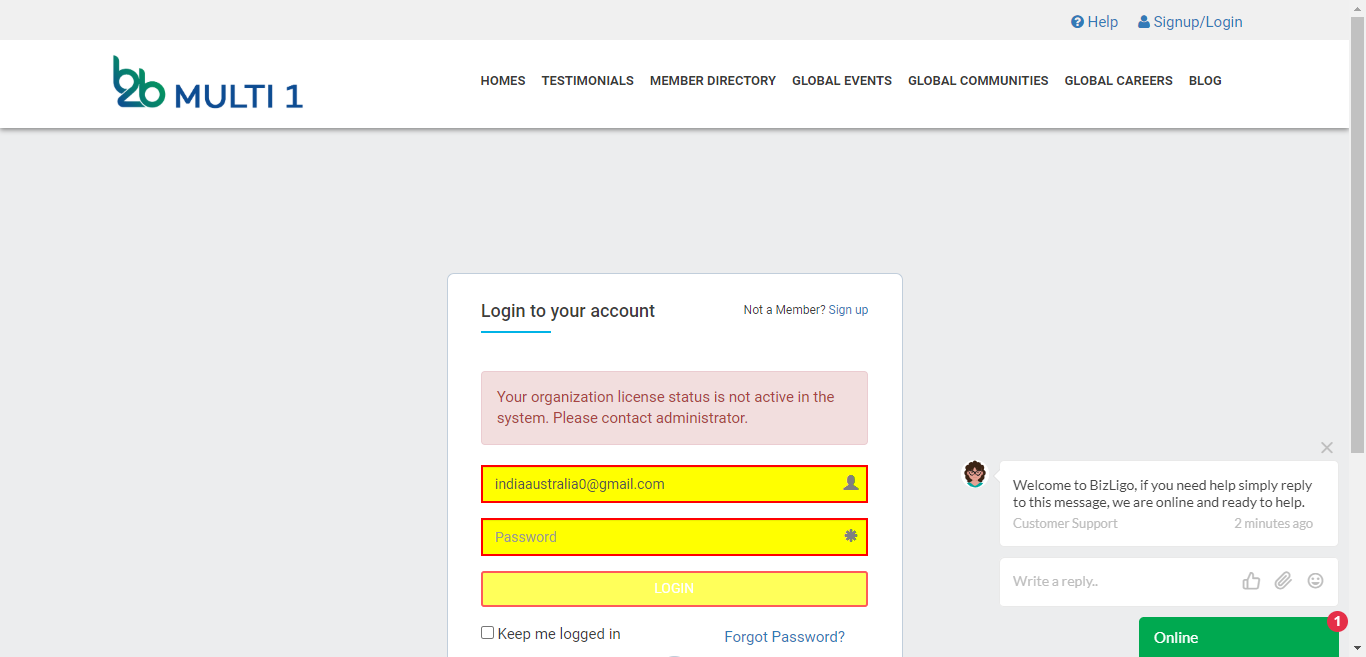 Help Signup/Login
b2b MULTI 1
HOMES TESTIMONIALS MEMBER DIRECTORY GLOBAL EVENTS GLOBAL COMMUNITIES GLOBAL CAREERS BLOG
Login to your account
Not a Member? Sign up
Your organization license status is not active in the
system. Please contact administrator.
indiaaustralia0@gmail.com
Password
LOGIN
Keep me logged in
Forgot Password?
Welcome to BizLigo, if you need help simply reply
to this message, we are online and ready to help.
Customer Support 2 minutes ago
Write a reply..
Online
1